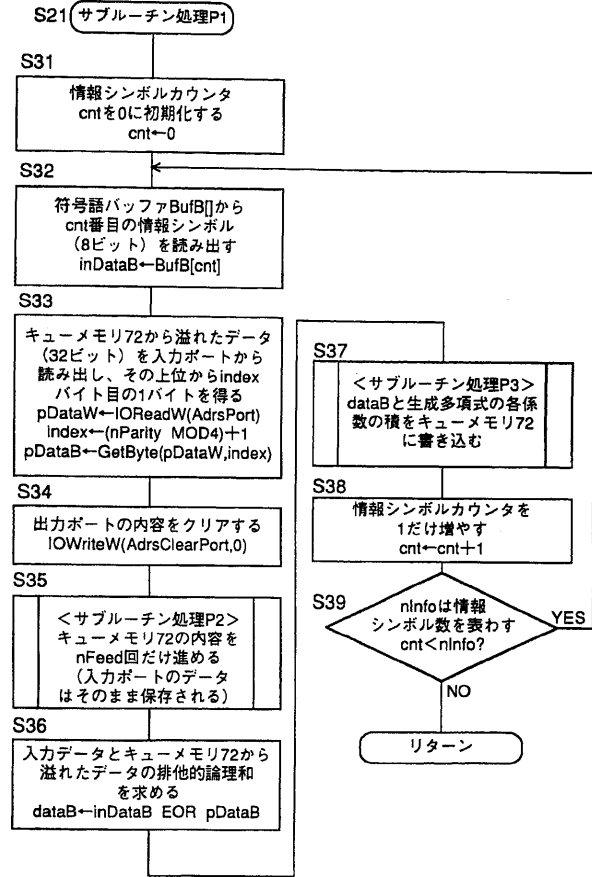 S21 サブルーチン処理P1
S31
情報シンボルカウンタ
cntを0に初期化する
cnt←0
S32
符号語バッファBufB[]から
cnt番目の情報シンボル
（8ビット）を読み出す
inDataB←BufB[cnt]
S33
キューメモリ72から溢れたデータ
（32ビット）を入力ポートから
読み出し、その上位からindex
バイト目の1バイトを得る
pDataW←IOReadW(AdrsPort)
index←(nParity MOD4)＋1
pDataB←GetByte(pDataW,index)
S34
出力ポートの内容をクリアする
IOWriteW(AdrsClearPort,0)
S35
＜サブルーチン処理P2＞
キューメモリ72の内容を
nFeed回だけ進める
（入力ポートのデータ
はそのまま保存される）
S36
入力データとキューメモリ72から
溢れたデータの排他的論理和
を求める
dataB←inDataB EOR pDataB
S37
＜サブルーチン処理P3＞
dataBと生成多項式の各係
数の積をキューメモリ72
に書き込む
S38
情報シンボルカウンタを
1だけ増やす
cnt←cnt＋1
S39
nInfoは情報
シンボル数を表わす
cnt＜nInfo?
YES
NO
リターン